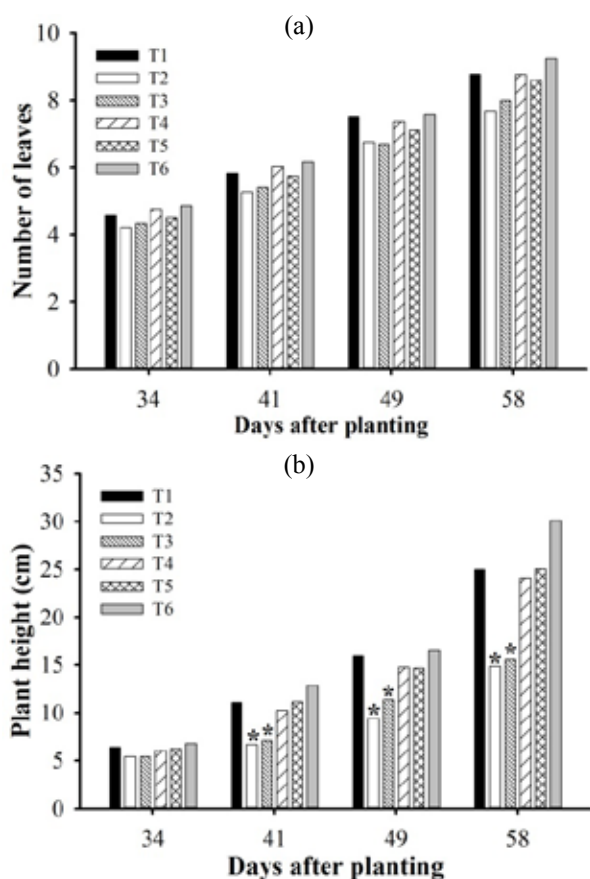 (a)
10
8
6
4
2
0
Number of leaves
T1
T2
T3
T4
T5
T6
34 41 49 58
Days after planting
(b)
35
30
25
20
15
10
5
0
Plant height (cm)
T1
T2
T3
T4
T5
T6
* *
* *
* *
34 41 49 58
Days after planting